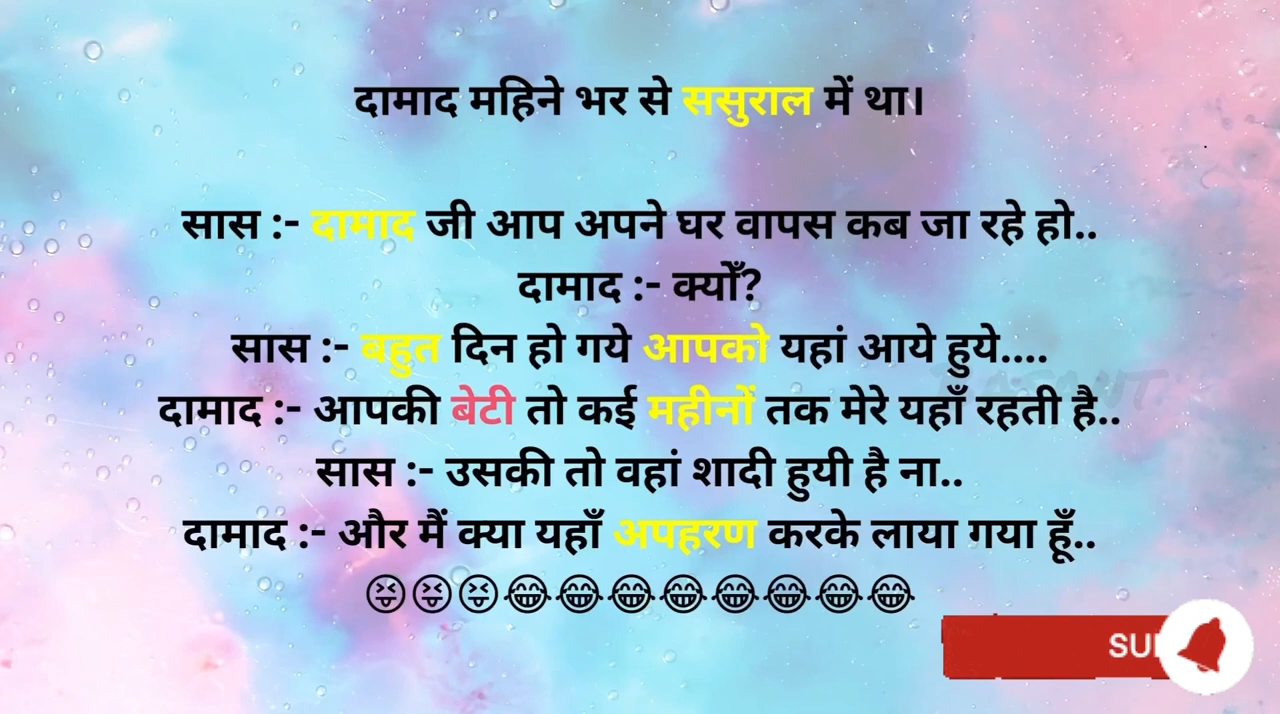 दामाद महिने भर से ससुराल में था।
सास :- दामाद जी आप अपने घर वापस कब जा रहे हो..
दामाद :- क्योँ?
सास :- बहुत दिन हो गये आपको यहां आये हुये....
दामाद :- आपकी बेटी तो कई महीनों तक मेरे यहाँ रहती है..
सास :- उसकी तो वहां शादी हुयी है ना..
दामाद :- और मैं क्या यहाँ अपहरण करके लाया गया हूँ..
😝😝😝😂😂😂😂😂😂😂😂